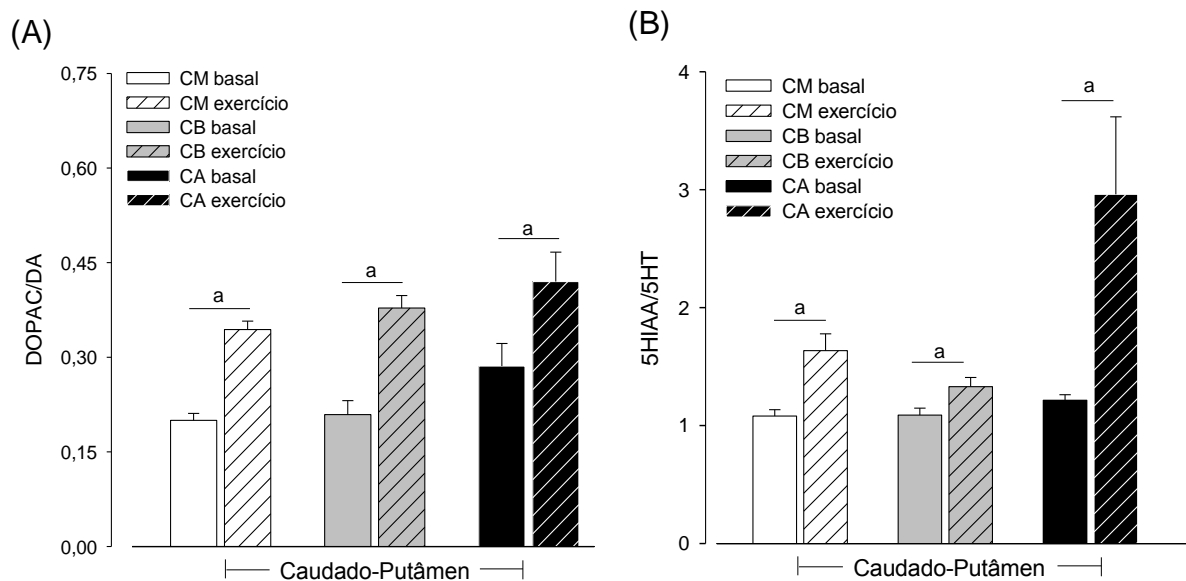 (A)
DOPAC/DA
0,75
0,60
0,45
0,30
0,15
0,00
CM basal
CM exercício
CB basal
CB exercício
CA basal
CA exercício
a
a
a
Caudado-Putâmen
(B)
5HIAA/5HT
4
3
2
1
0
CM basal
CM exercício
CB basal
CB exercício
CA basal
CA exercício
a
a
a
Caudado-Putâmen